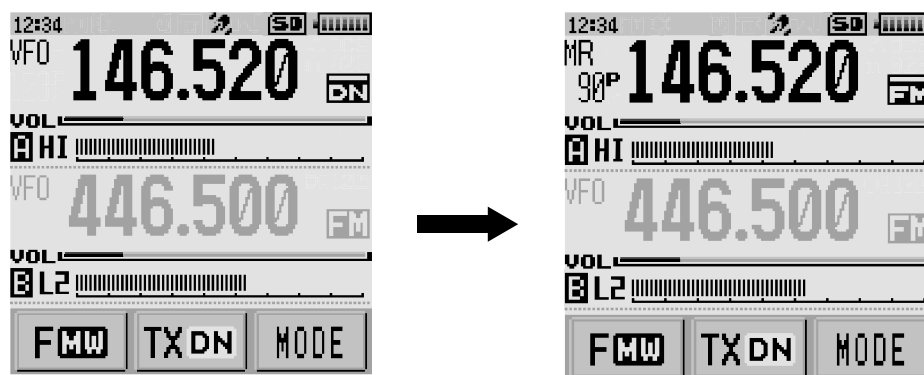 12:34 SD
VFO 146.520 DN
VOL
A HI
VFO 446.500 FM
VOL
B L2
F MW TX DN MODE
12:34 SD
MR 90P 146.520 FM
VOL
A HI
VFO 446.500 FM
VOL
B L2
F MW TX DN MODE